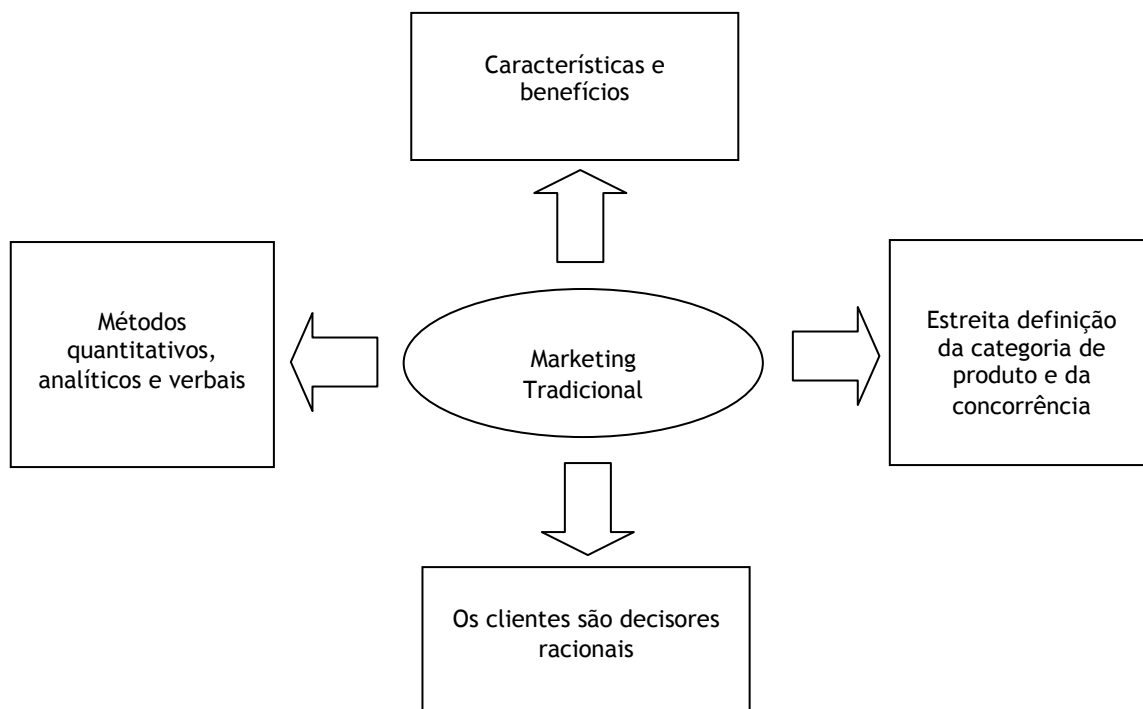 Características e
benefícios
Métodos
quantitativos,
analíticos e verbais
Marketing
Tradicional
Estreita definição
da categoria de
produto e da
concorrência
Os clientes são decisores
racionais